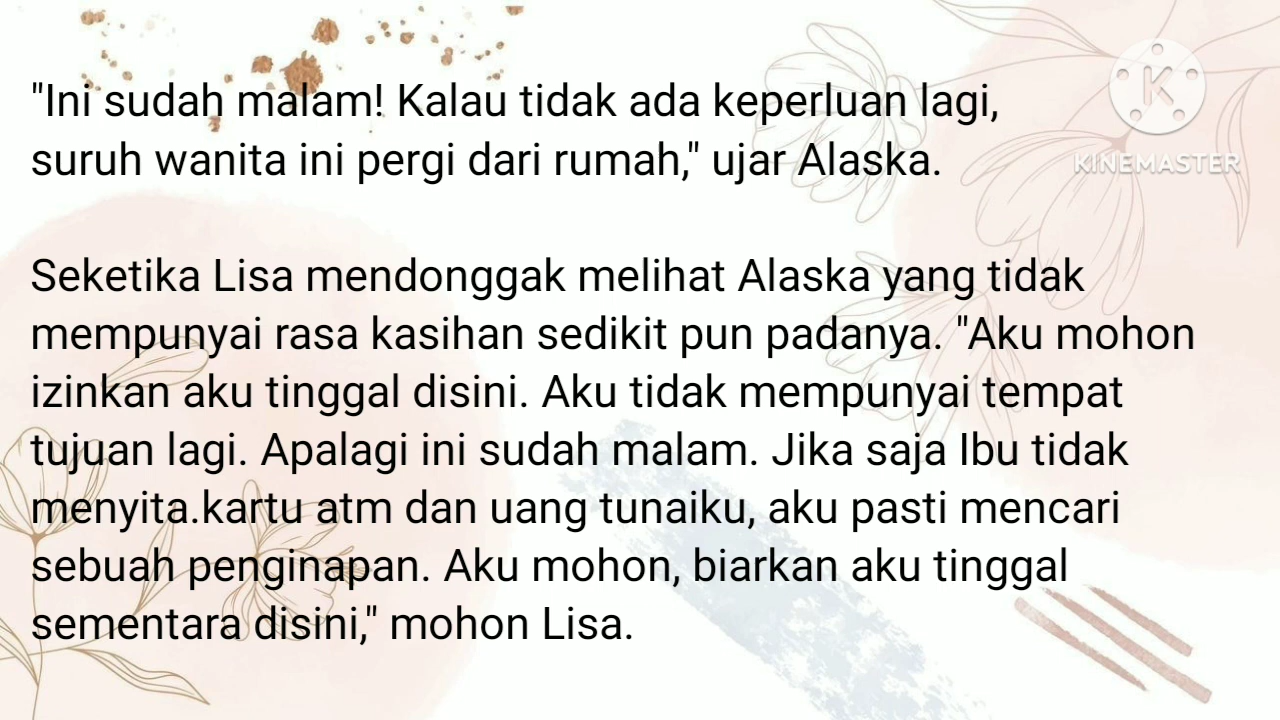 "Ini sudah malam! Kalau tidak ada keperluan lagi,
suruh wanita ini pergi dari rumah," ujar Alaska.
Seketika Lisa mendonggak melihat Alaska yang tidak
mempunyai rasa kasihan sedikit pun padanya. "Aku mohon
izinkan aku tinggal disini. Aku tidak mempunyai tempat
tujuan lagi. Apalagi ini sudah malam. Jika saja Ibu tidak
menyita.kartu atm dan uang tunaiku, aku pasti mencari
sebuah penginapan. Aku mohon, biarkan aku tinggal
sementara disini," mohon Lisa.
K
KINEMASTER